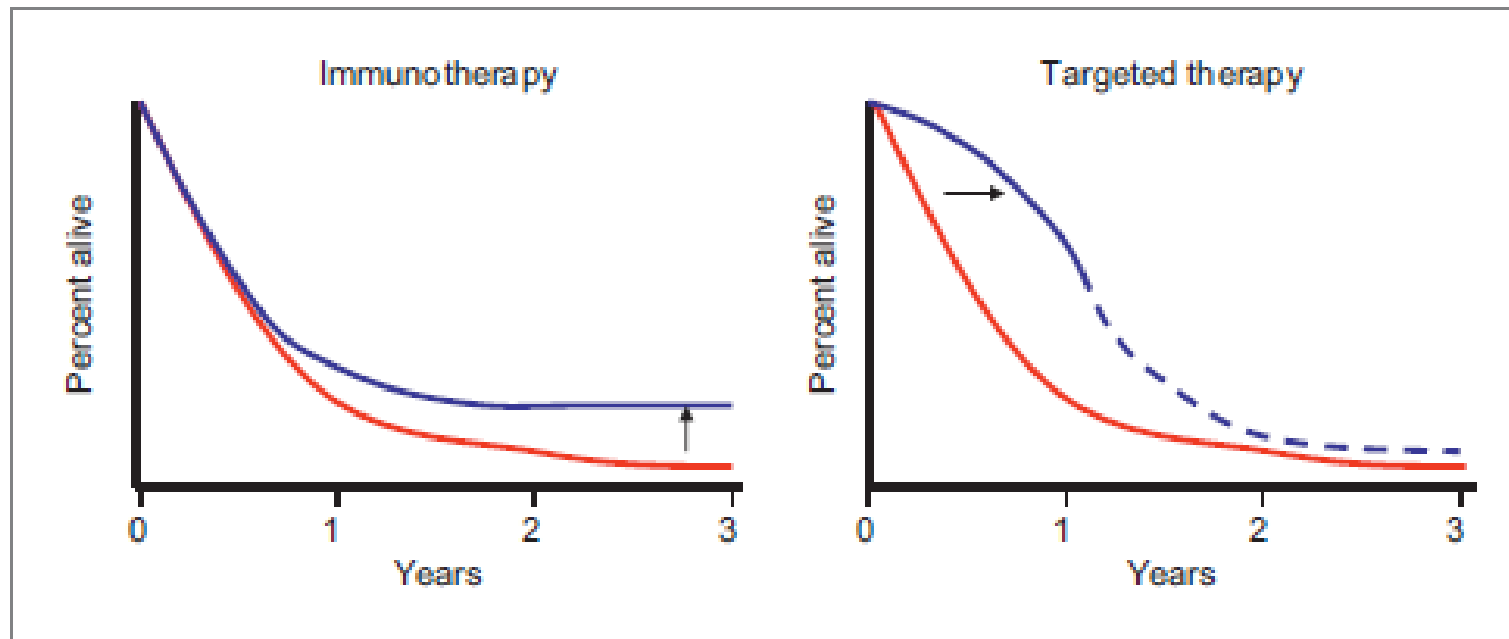 Immunotherapy
Percent alive
0 1 2 3
Years
Targeted therapy
Percent alive
0 1 2 3
Years